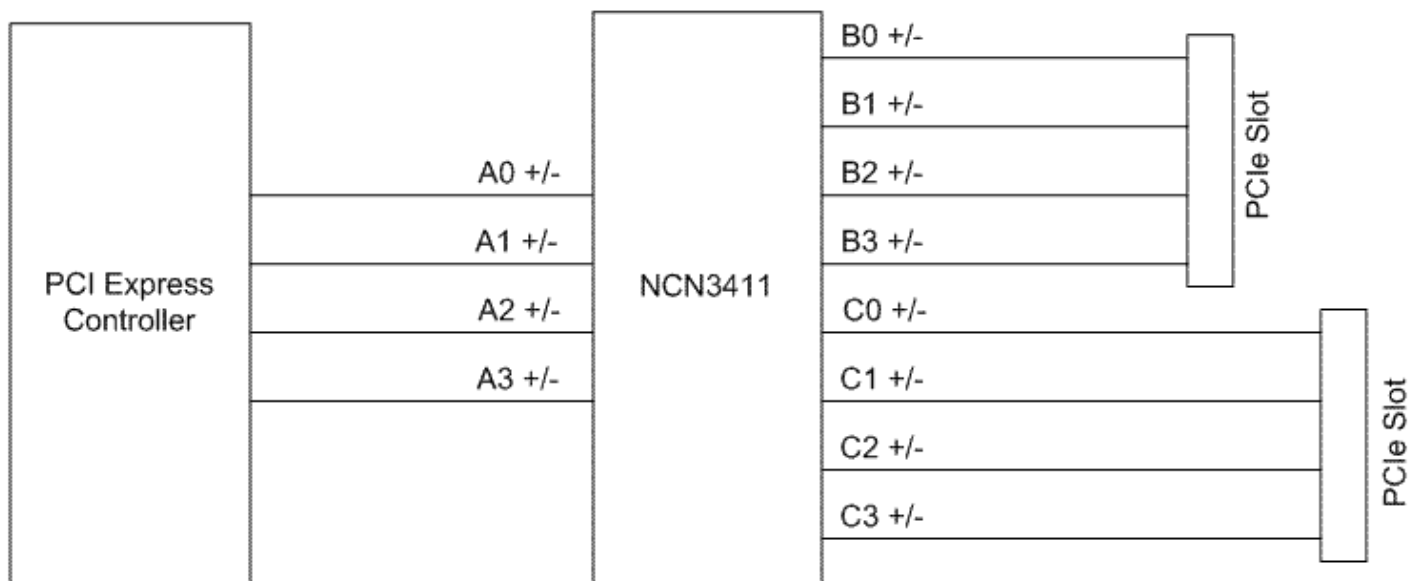 PCI Express
Controller
A0 +/-
A1 +/-
A2 +/-
A3 +/-
NCN3411
B0 +/-
B1 +/-
B2 +/-
B3 +/-
C0 +/-
C1 +/-
C2 +/-
C3 +/-
PCIe Slot
PCIe Slot